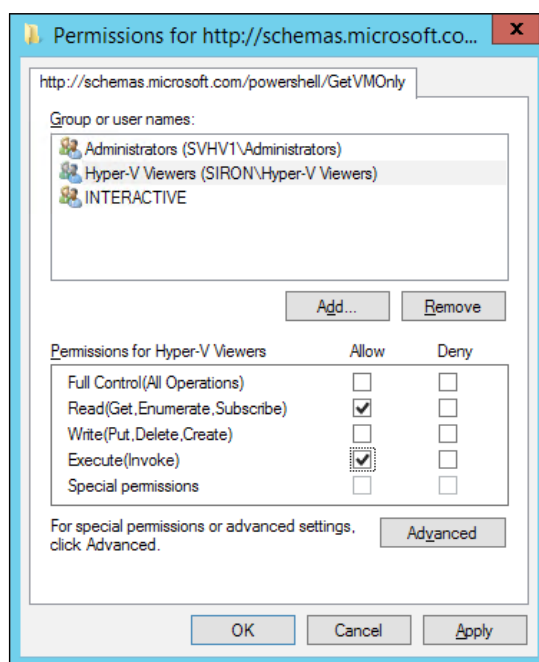 Permissions for http://schemas.microsoft.co...
x
http://schemas.microsoft.com/powershell/GetVMOnly
Group or user names:
Administrators (SVHV1\Administrators)
Hyper-V Viewers (SIRON\Hyper-V Viewers)
INTERACTIVE
Add... Remove
Permissions for Hyper-V Viewers Allow Deny
Full Control(All Operations)
Read(Get,Enumerate,Subscribe)
Write(Put,Delete,Create)
Execute(Invoke)
Special permissions
For special permissions or advanced settings,
click Advanced.
Advanced
OK Cancel Apply